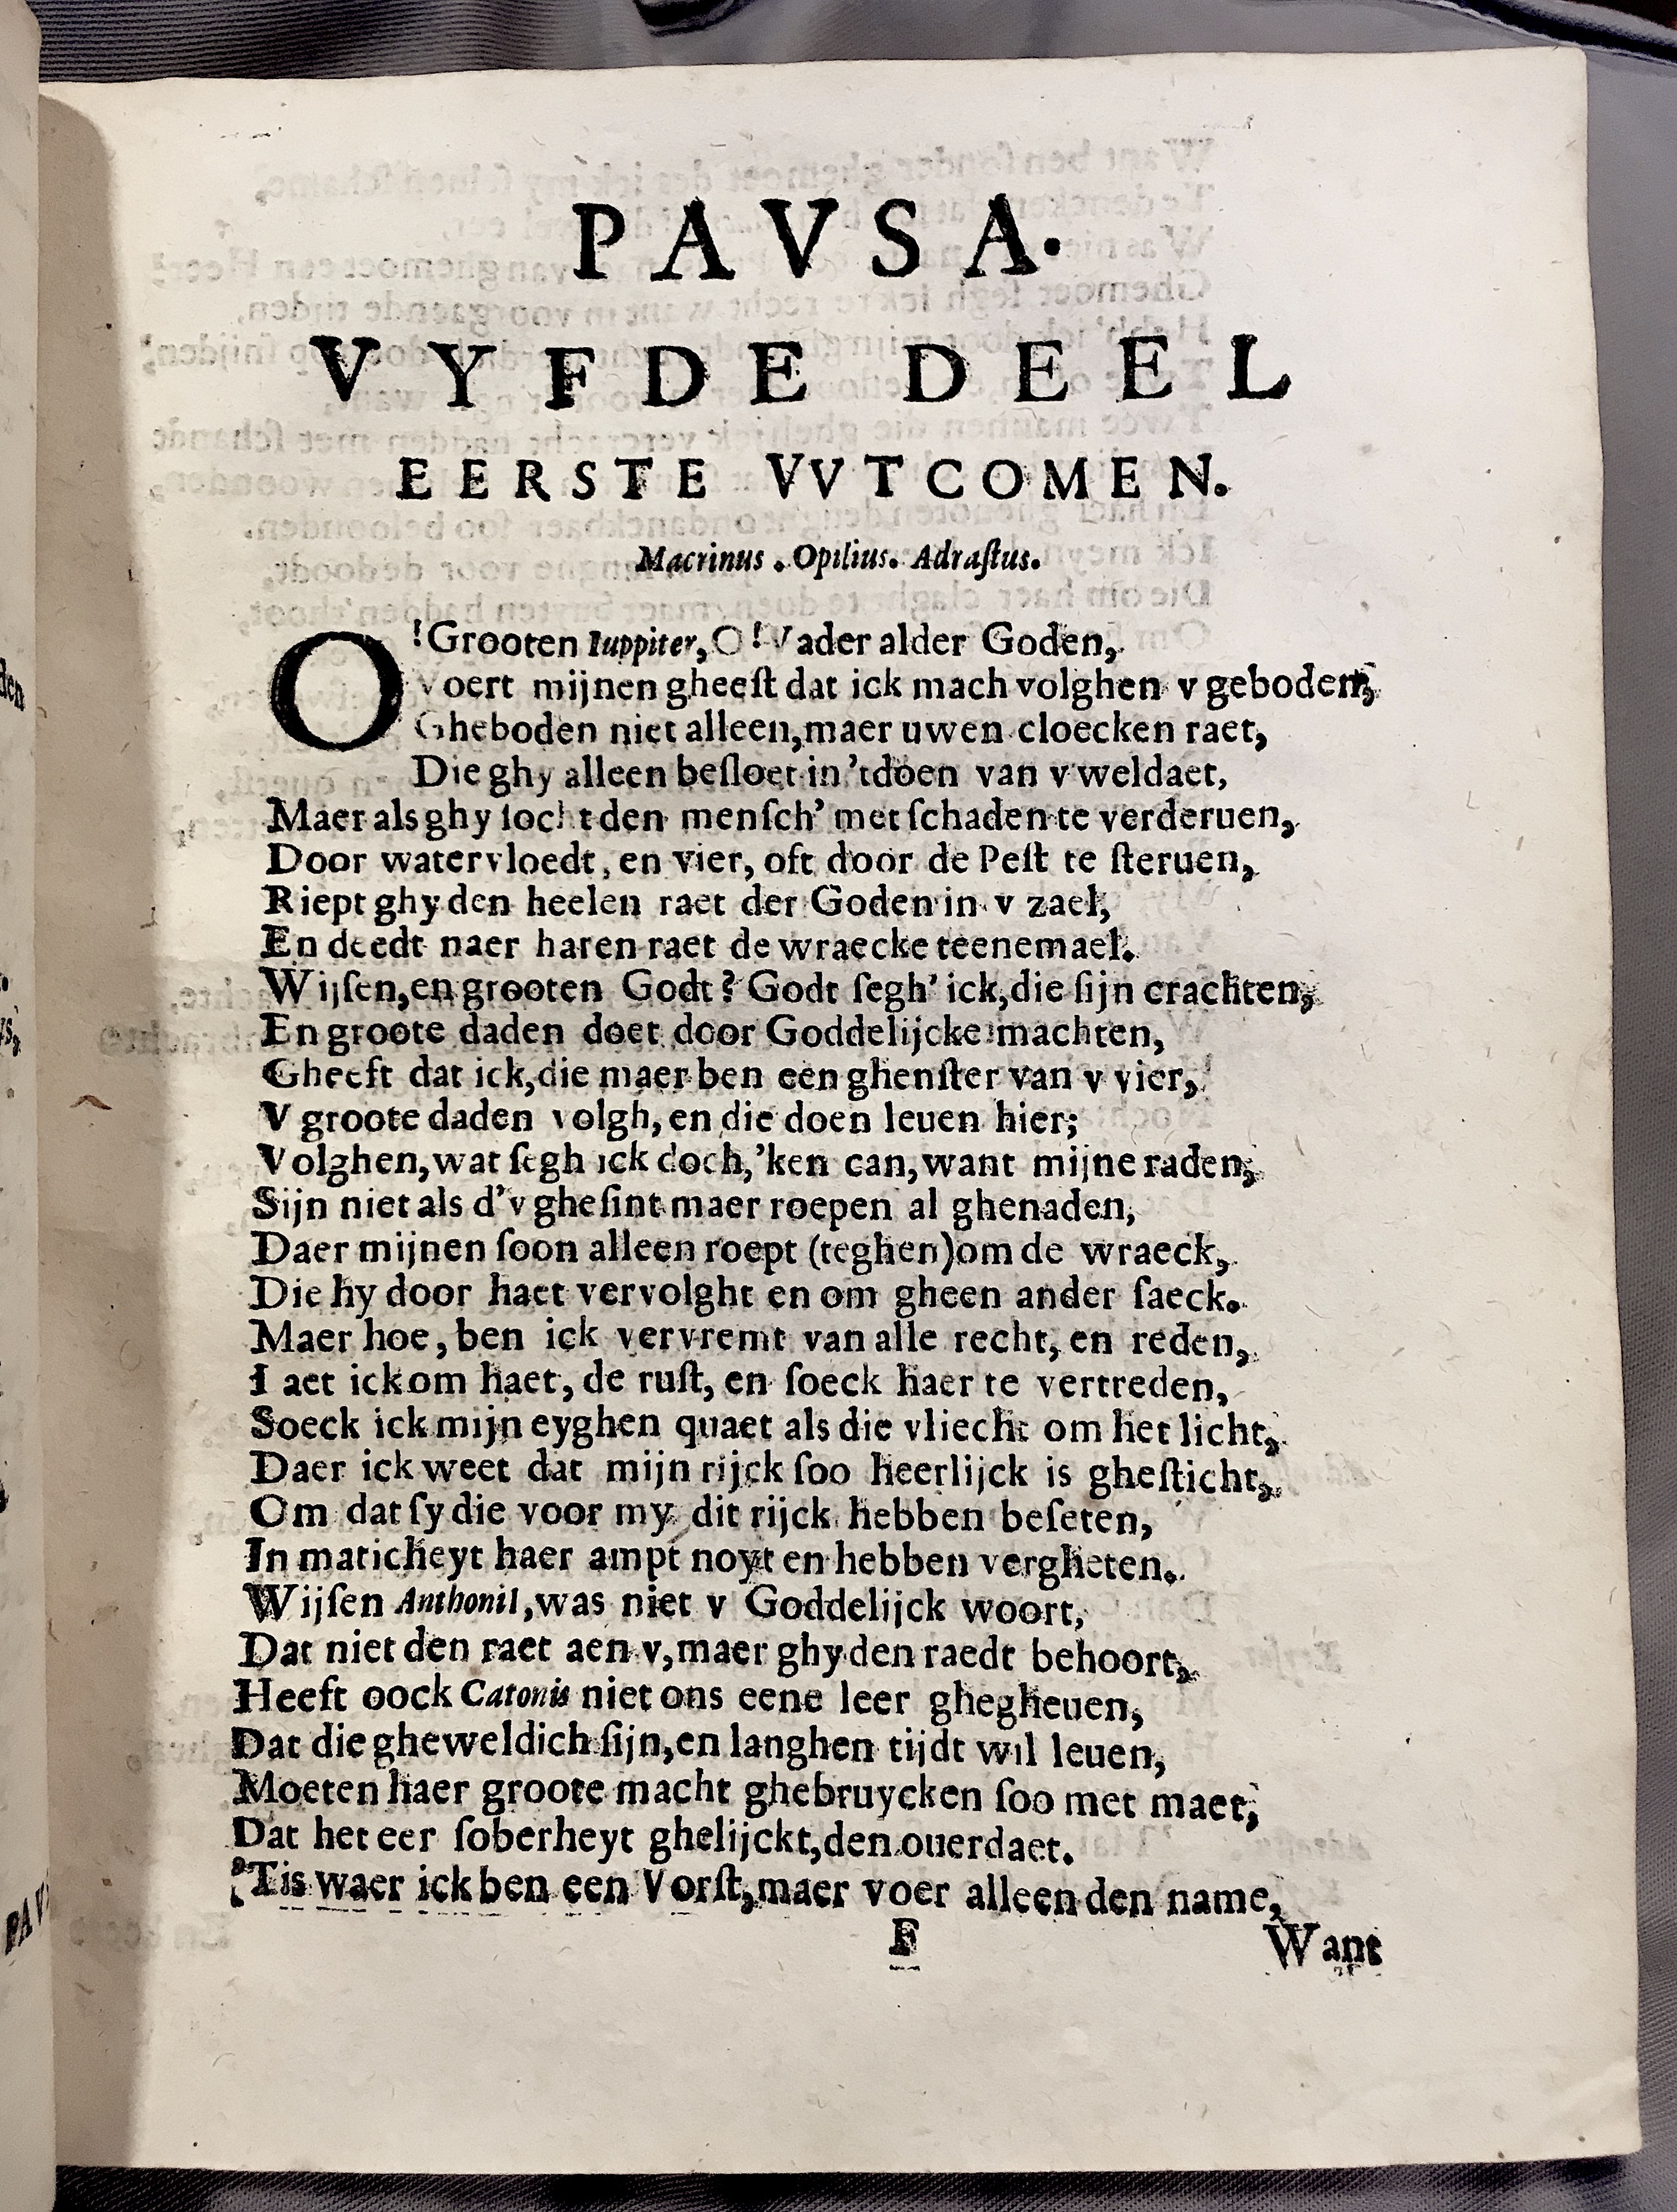 PAVSA.
VYFDE DEEL
EERSTE VVTCOMEN.
Macrinus. Opilius. Adraſtus.
O!Grooten Iuppiter, O! Vader alder Goden,
Voert mijnen gheeſt dat ick mach volghen v geboden,
Gheboden niet alleen, maer uwen cloecken raet,
Die ghy alleen beſloet in 'tdoen van v weldaet,
Maer als ghy ſocht den menſch' met ſchaden te verderuen,
Door watervloedt, en vier, oft door de Peſt te ſteruen,
Riept ghy den heelen raet der Goden in v zael,
En deedt naer haren raet de wraecke teenemael.
Wijſen, en grooten Godt? Godt ſegh' ick, die ſijn crachten,
En groote daden doet door Goddelijcke machten,
Gheeft dat ick, die maer ben een ghenſter van v vier,
V groote daden volgh, en die doen leuen hier;
Volghen, wat ſegh ick doch, 'ken can, want mijne raden,
Sijn niet als d'v gheſint maer roepen al ghenaden,
Daer mijnen ſoon alleen roept (teghen) om de wraeck,
Die hy door haet vervolght en om gheen ander ſaeck.
Maer hoe, ben ick vervremt van alle recht, en reden,
Laet ick om haet, de ruſt, en ſoeck haer te vertreden,
Soeck ick mijn eyghen quaet als die vliecht om het licht,
Daer ick weet dat mijn rijck ſoo heerlijck is gheſticht,
Om dat ſy die voor my dit rijck hebben beſeten,
In maticheyt haer ampt noyt en hebben vergheten.
Wijſen Anthonil, was niet v Goddelijck woort,
Dat niet den raet aen v, maer ghy den raedt behoort,
Heeft oock Catonis niet ons eene leer ghegheuen,
Dat die gheweldich ſijn, en langhen tijdt wil leuen,
Moeten haer groote macht ghebruycken ſoo met maet,
Dat het eer ſoberheyt ghelijckt, den ouerdaet.
'Tis waer ick ben een Vorſt, maer voer alleen den name,
F
Want